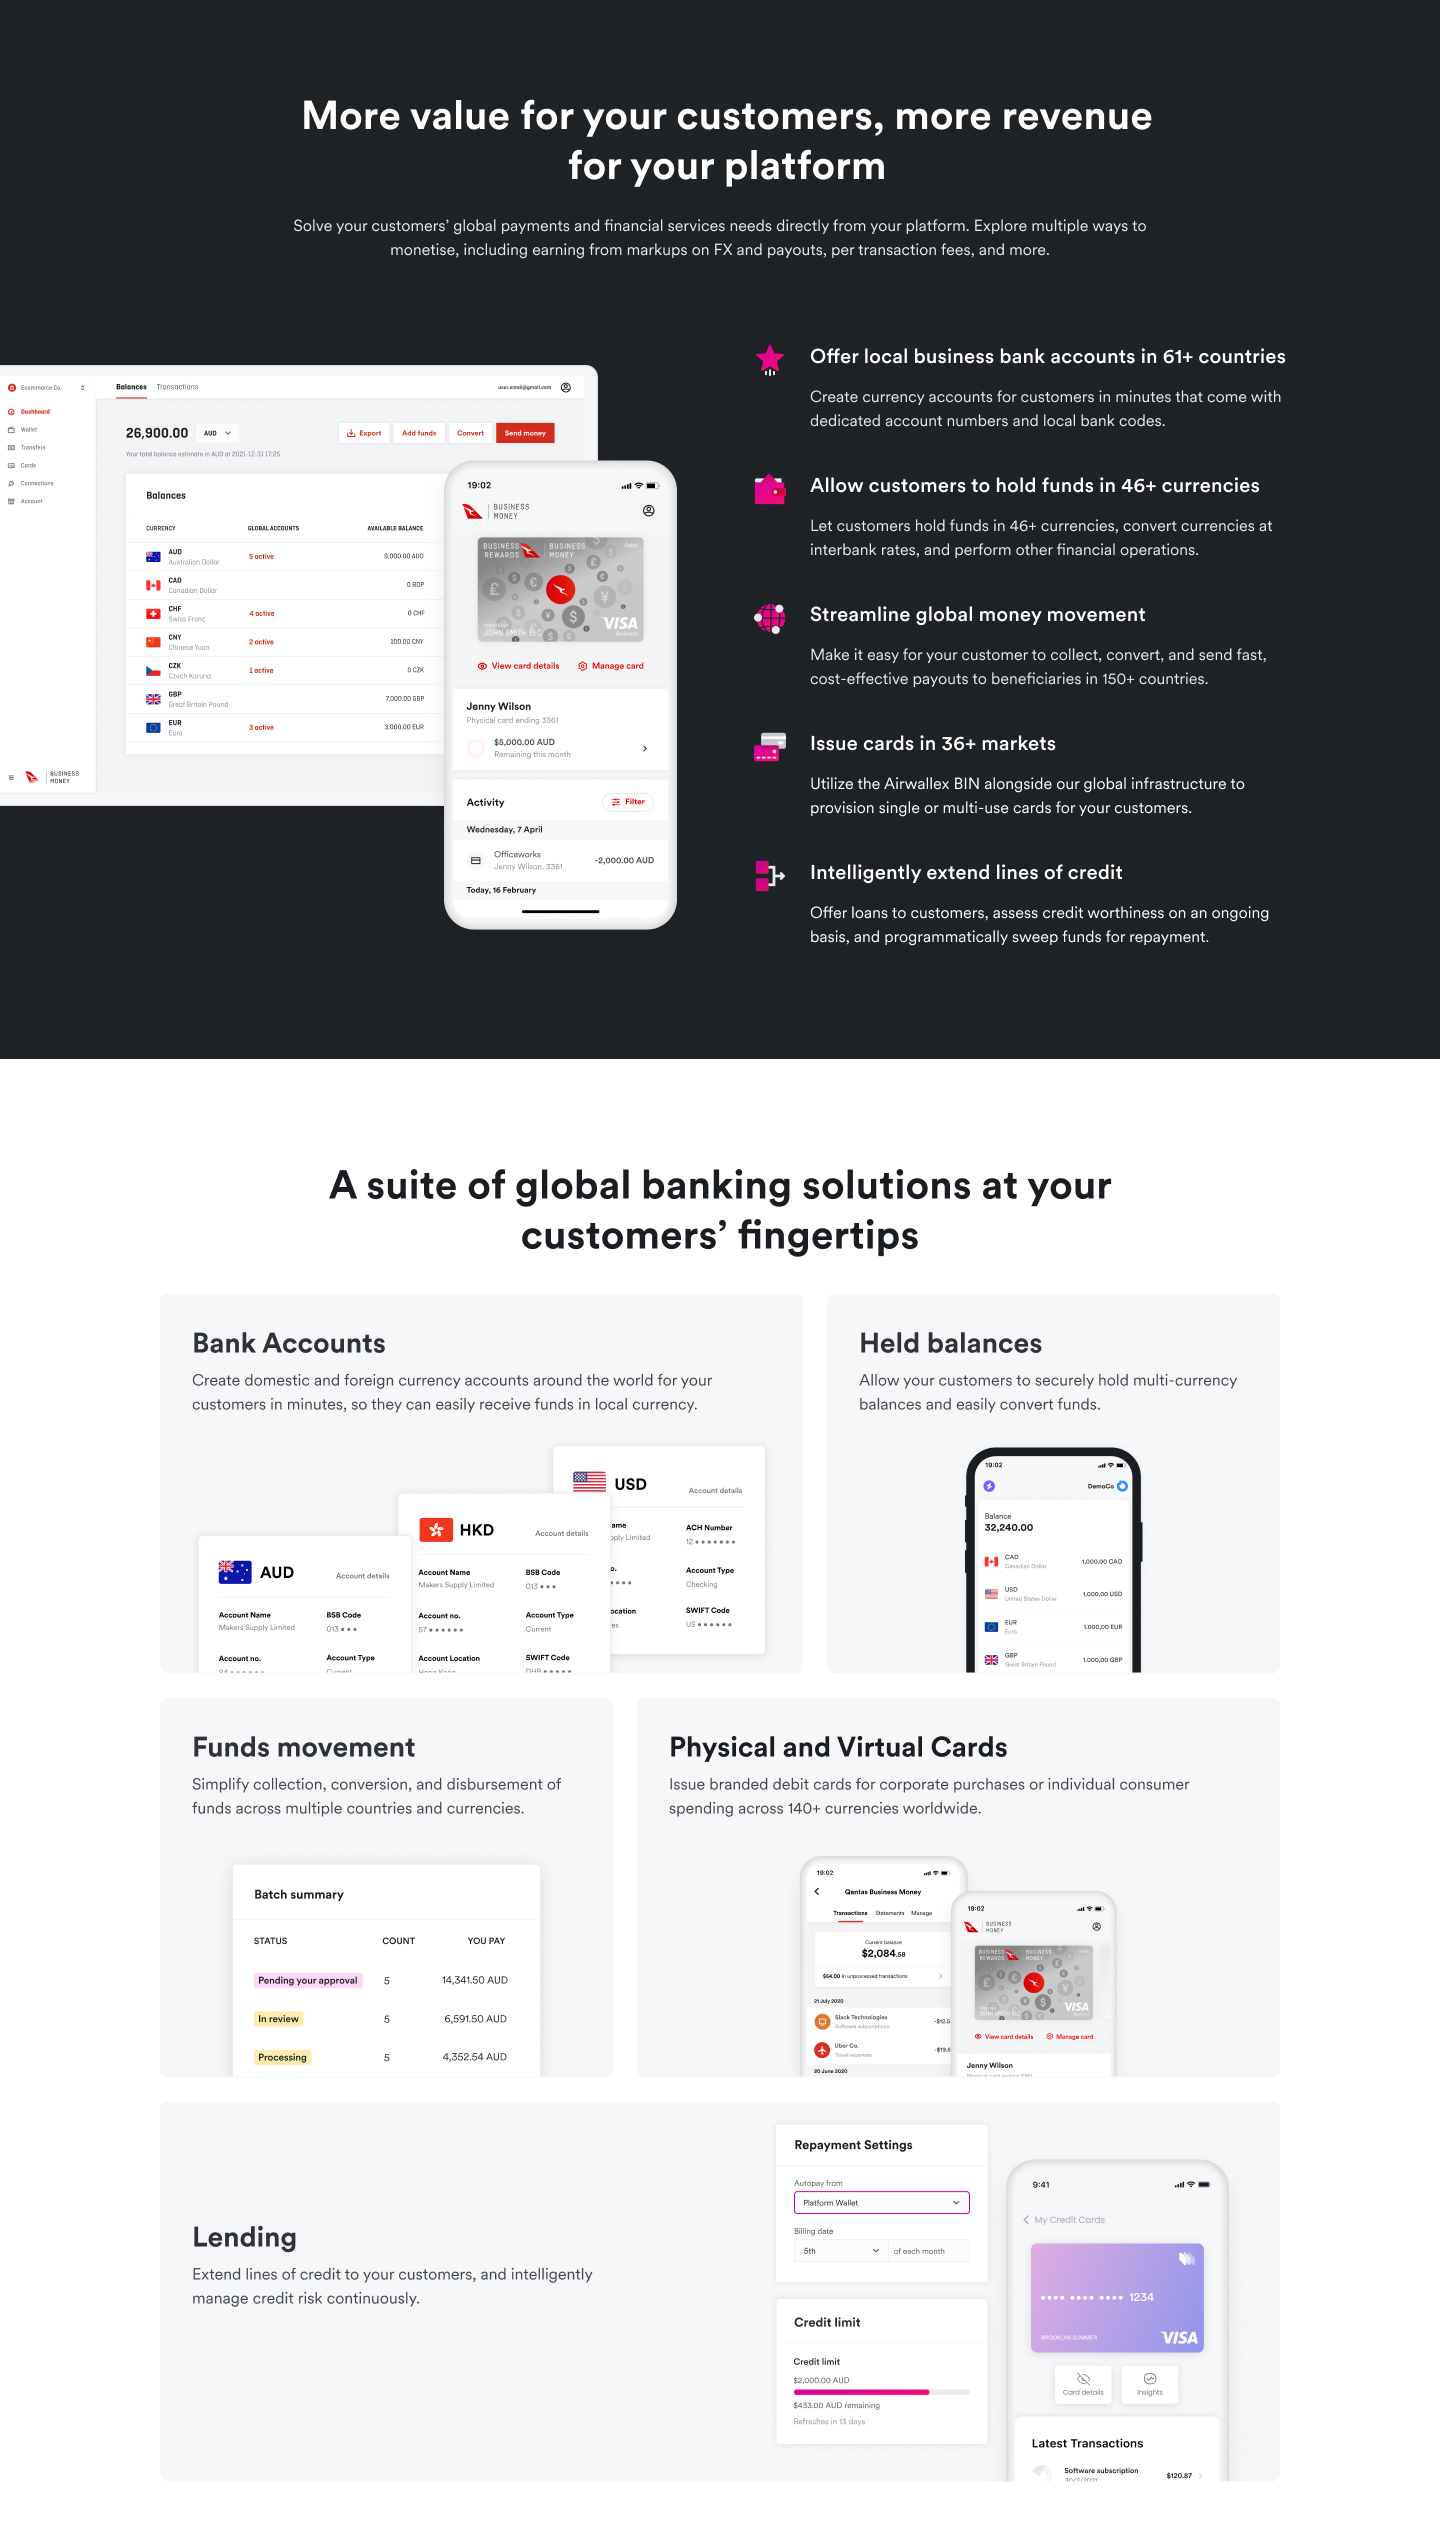 More value for your customers, more revenue
for your platform
Solve your customers’ global payments and financial services needs directly from your platform. Explore multiple ways to
monetise, including earning from markups on FX and payouts, per transaction fees, and more.
Ecommerce Co.
Dashboard
Wallet
Transfers
Cards
Connections
Account
BUSINESS
MONEY
Balances Transactions
user.email@gmail.com
26,900.00 AUD
Export Add funds Convert Send money
Your total balance estimate in AUD at 2021-12-31 17:25
Balances
CURRENCY GLOBAL ACCOUNTS AVAILABLE BALANCE
AUD
Australian Dollar
5 active 9,000.00 AUD
CAD
Canadian Dollar
0 BDP
CHF
Swiss Franc
4 active 0 CHF
CNY
Chinese Yuan
2 active 100.00 CNY
CZK
Czech Koruna
1 active 0 CZK
GBP
Great Britain Pound
7,000.00 GBP
EUR
Euro
3 active 3,000.00 EUR
19:02
BUSINESS
MONEY
BUSINESS
REWARDS
BUSINESS
MONEY
Debit
JOHN SMITH LLC
VISA
Business
View card details Manage card
Jenny Wilson
Physical card ending 3361
$5,000.00 AUD
Remaining this month
Activity Filter
Wednesday, 7 April
Officeworks
Jenny Wilson, 3361
-2,000.00 AUD
Today, 16 February
Offer local business bank accounts in 61+ countries
Create currency accounts for customers in minutes that come with
dedicated account numbers and local bank codes.
Allow customers to hold funds in 46+ currencies
Let customers hold funds in 46+ currencies, convert currencies at
interbank rates, and perform other financial operations.
Streamline global money movement
Make it easy for your customer to collect, convert, and send fast,
cost-effective payouts to beneficiaries in 150+ countries.
Issue cards in 36+ markets
Utilize the Airwallex BIN alongside our global infrastructure to
provision single or multi-use cards for your customers.
Intelligently extend lines of credit
Offer loans to customers, assess credit worthiness on an ongoing
basis, and programmatically sweep funds for repayment.
A suite of global banking solutions at your
customers’ fingertips
Bank Accounts
Create domestic and foreign currency accounts around the world for your
customers in minutes, so they can easily receive funds in local currency.
AUD Account details
Account Name BSB Code
Makers Supply Limited 013 •••
Account no. Account Type
Current
HKD Account details
Account Name BSB Code
Makers Supply Limited 013 •••
Account no. Account Type
57 •••••• Current
Account Location SWIFT Code
Hong Kong DHB •••••
USD Account details
ame ACH Number
pply Limited 12 •••••••
o. Account Type
•••• Checking
ocation SWIFT Code
es US ••••••
Held balances
Allow your customers to securely hold multi-currency
balances and easily convert funds.
19:02
DemoCo
Balance
32,240.00
CAD
Canadian Dollar
1,000.00 CAD
USD
United States Dollar
1,000.00 USD
EUR
Euro
1.000,00 EUR
GBP
Great Britain Pound
1.000,00 GBP
Funds movement
Simplify collection, conversion, and disbursement of
funds across multiple countries and currencies.
Batch summary
STATUS COUNT YOU PAY
Pending your approval 5 14,341.50 AUD
In review 5 6,591.50 AUD
Processing 5 4,352.54 AUD
Physical and Virtual Cards
Issue branded debit cards for corporate purchases or individual consumer
spending across 140+ currencies worldwide.
19:02
Qantas Business Money
Transactions Statements Manage
Current balance
$2,084.58
$54.00 in unprocessed transactions
21 July 2020
Slack Technologies
Software subscriptions
-$12.5
Uber Co.
Travel expenses
-$19.6
20 June 2020
19:02
BUSINESS
MONEY
BUSINESS
REWARDS
BUSINESS
MONEY
JOHN SMITH LLC
VISA
View card details Manage card
Jenny Wilson
Physical card ending 3361
Lending
Extend lines of credit to your customers, and intelligently
manage credit risk continuously.
Repayment Settings
Autopay from
Platform Wallet
Billing date
5th of each month
Credit limit
Credit limit
$2,000.00 AUD
$433.00 AUD remaining
Refreshes in 13 days
9:41
My Credit Cards
•••• •••• •••• 1234
BROOKLYN SUMMER
VISA
Card details Insights
Latest Transactions
Software subscription
30/2/2021
$120.87